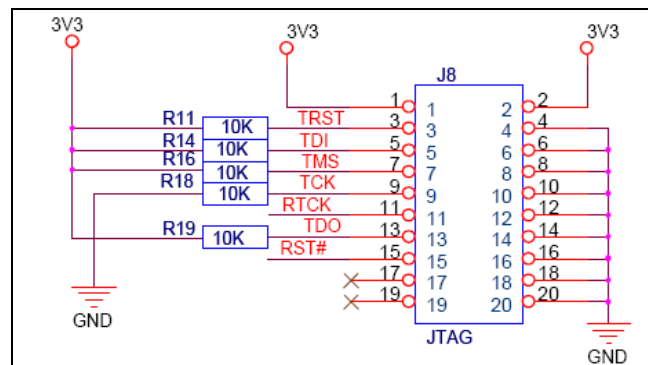 3V3 3V3 3V3
J8
1 1 2 2
R11 10K TRST 3 3 4 4
R14 10K TDI 5 5 6 6
R16 10K TMS 7 7 8 8
R18 10K TCK 9 9 10 10
RTCK 11 11 12 12
R19 10K TDO 13 13 14 14
RST# 15 15 16 16
17 17 18 18
19 19 20 20
GND JTAG GND